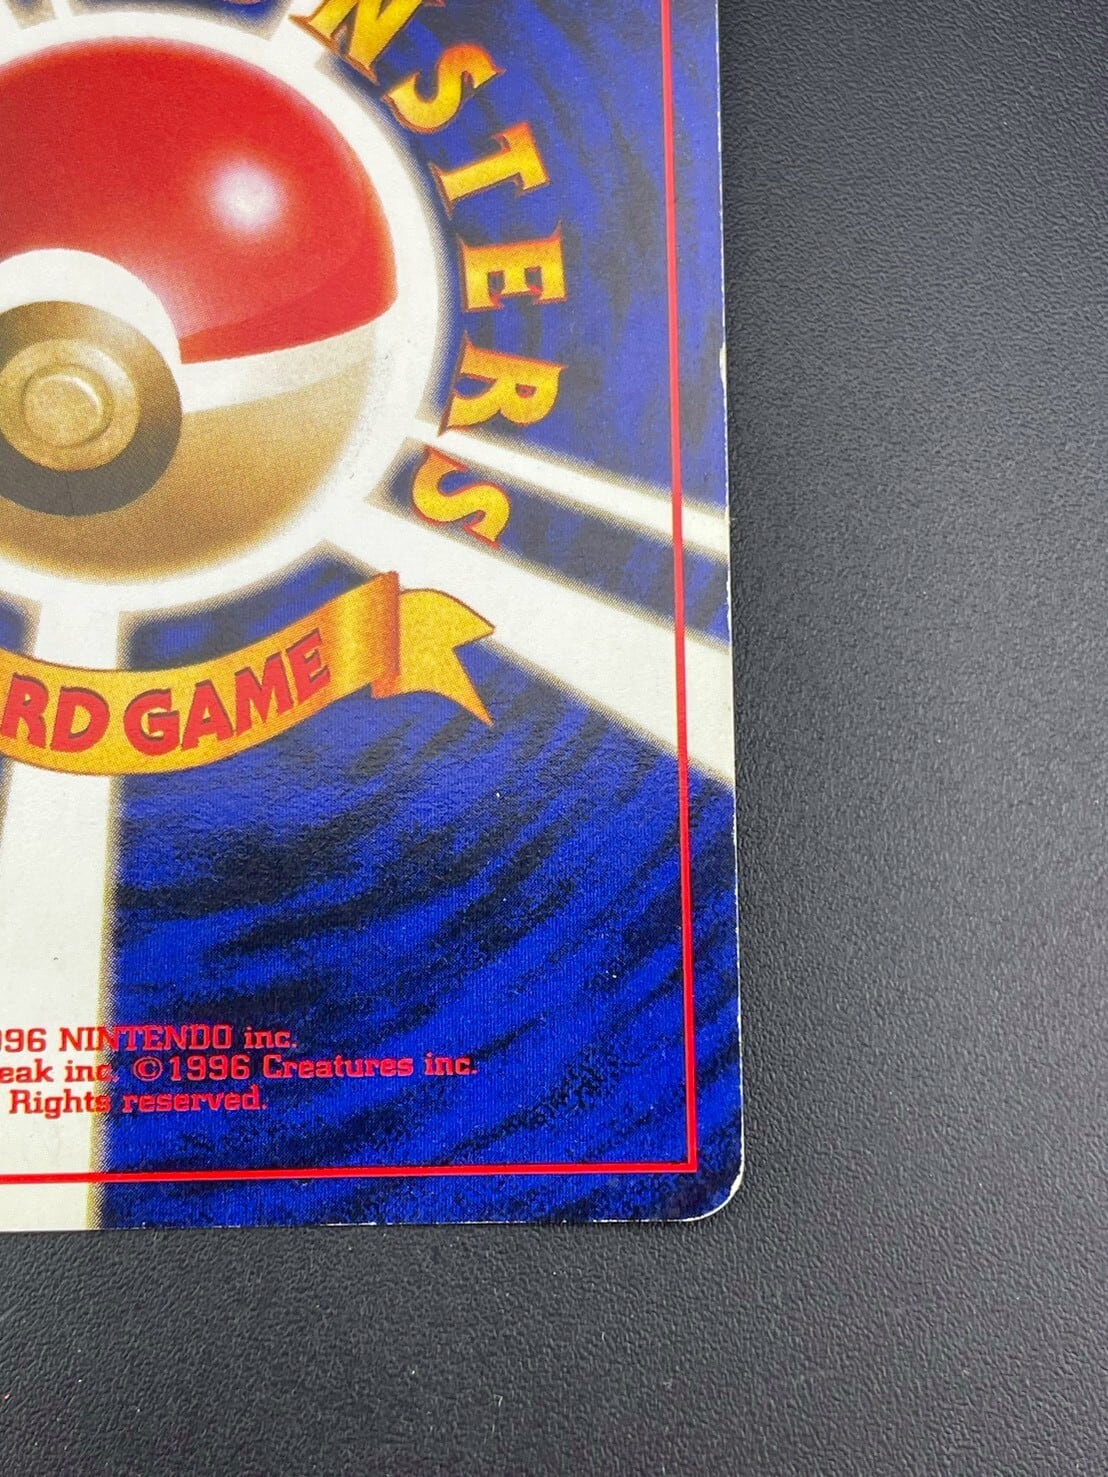 NSTERS
RD GAME
996 NINTENDO inc.
eak inc. ©1996 Creatures inc.
Rights reserved.